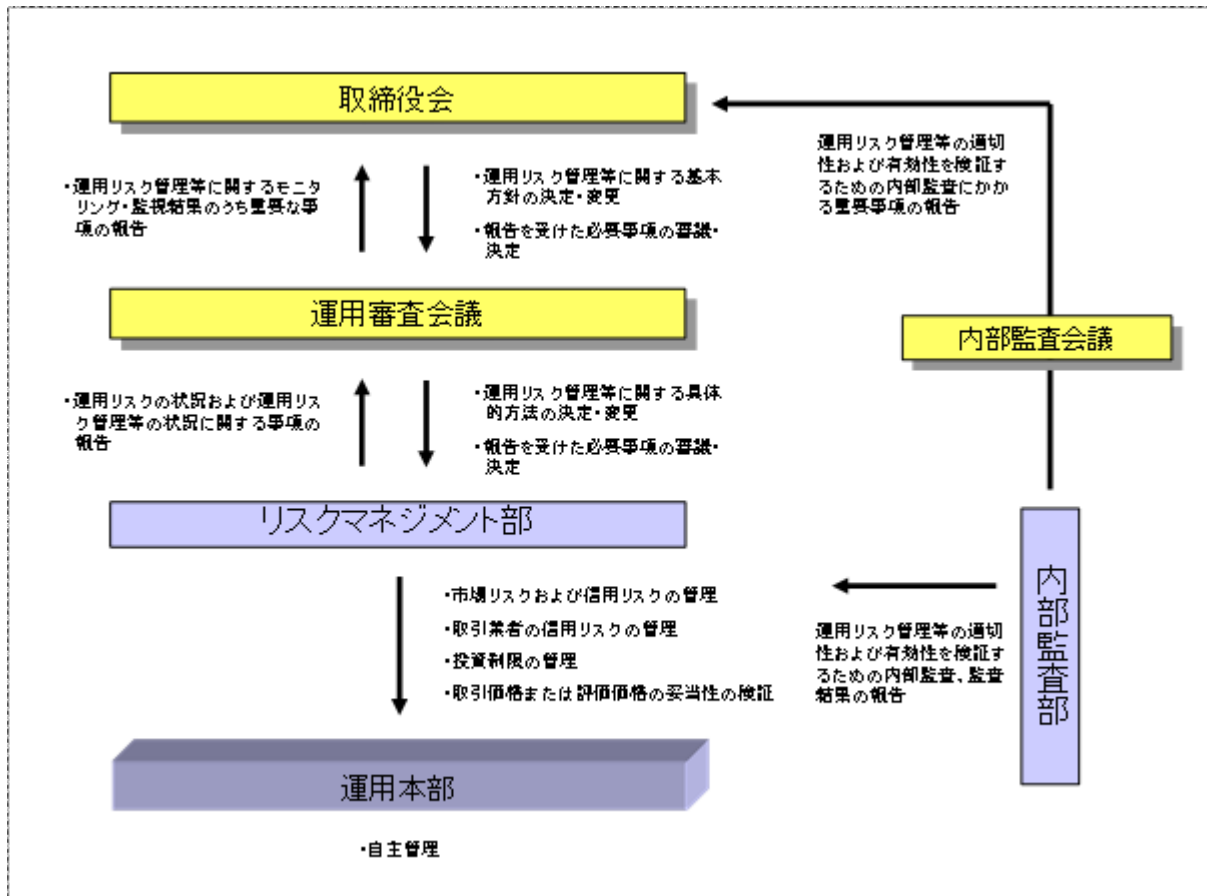 取締役会
・運用リスク管理等に関するモニタ
リング・監視結果のうち重要な事
項の報告
・運用リスク管理等に関する基本
方針の決定・変更
・報告を受けた必要事項の審議・
決定
運用リスク管理等の適切
性および有効性を検証す
るための内部監査にかか
る重要事項の報告
運用審査会議
内部監査会議
・運用リスクの状況および運用リス
ク管理等の状況に関する事項の
報告
・運用リスク管理等に関する具体
的方法の決定・変更
・報告を受けた必要事項の審議・
決定
リスクマネジメント部
・市場リスクおよび信用リスクの管理
・取引業者の信用リスクの管理
・投資制限の管理
・取引価格または評価価格の妥当性の検証
運用リスク管理等の適切
性および有効性を検証す
るための内部監査、監査
結果の報告
内部監査部
運用本部
・自主管理